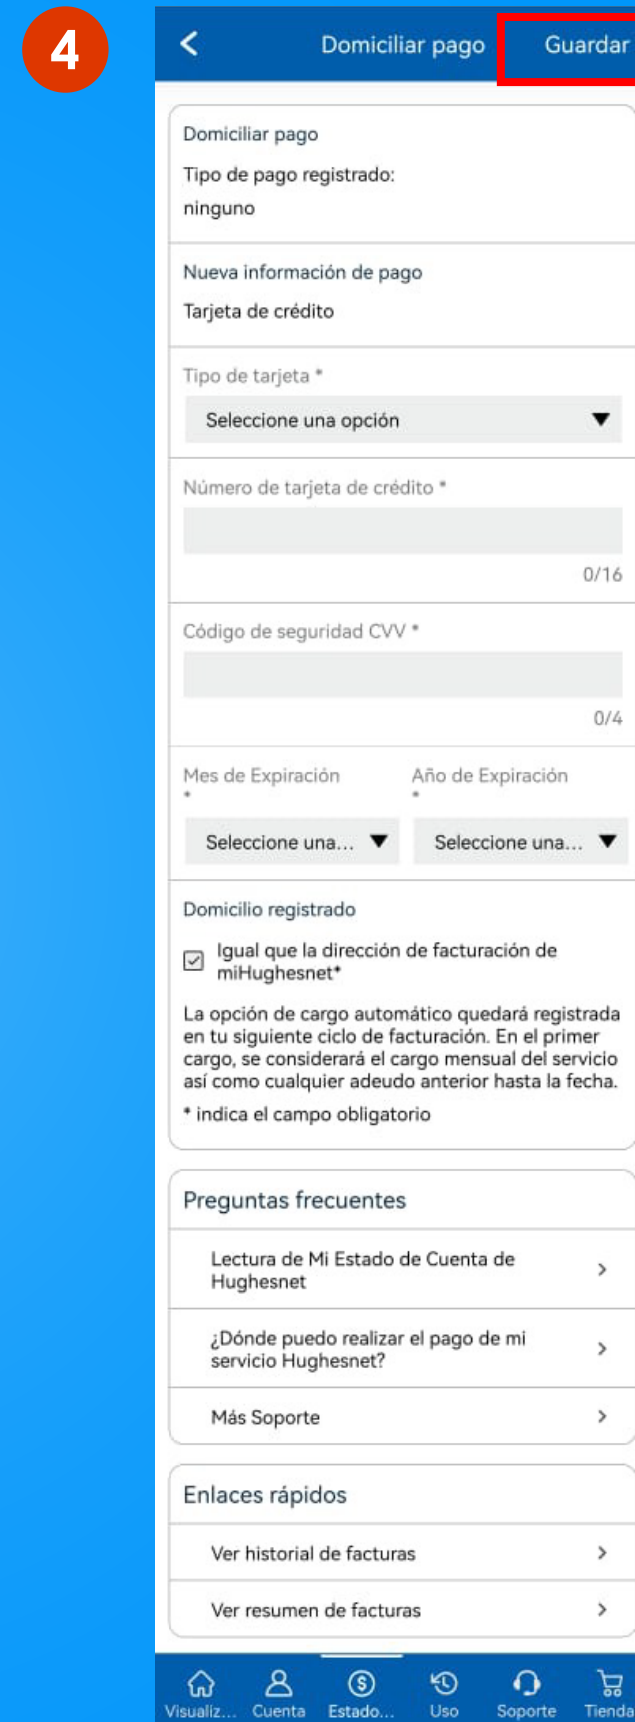 4
Domiciliar pago
Guardar
Domiciliar pago
Tipo de pago registrado:
ninguno
Nueva información de pago
Tarjeta de crédito
Tipo de tarjeta *
Seleccione una opción
Número de tarjeta de crédito *
0/16
Código de seguridad CVV *
0/4
Mes de Expiración
*
Año de Expiración
*
Seleccione una...
Seleccione una...
Domicilio registrado
Igual que la dirección de facturación de
miHughesnet*
La opción de cargo automático quedará registrada
en tu siguiente ciclo de facturación. En el primer
cargo, se considerará el cargo mensual del servicio
así como cualquier adeudo anterior hasta la fecha.
* indica el campo obligatorio
Preguntas frecuentes
Lectura de Mi Estado de Cuenta de
Hughesnet
¿Dónde puedo realizar el pago de mi
servicio Hughesnet?
Más Soporte
Enlaces rápidos
Ver historial de facturas
Ver resumen de facturas
Visualiz...
Cuenta
Estado...
Uso
Soporte
Tienda